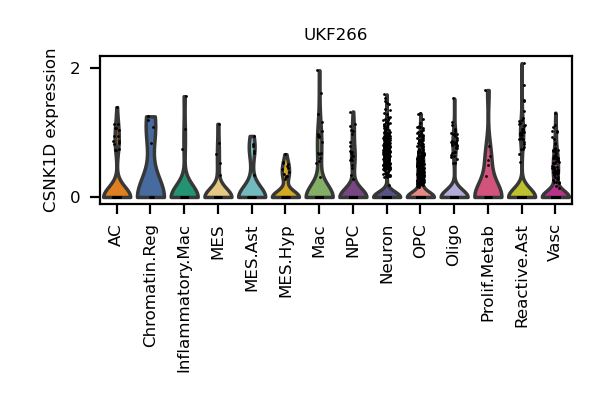 UKF266
CSNK1D expression
2
0
AC
Chromatin.Reg
Inflammatory.Mac
MES
MES.Ast
MES.Hyp
Mac
NPC
Neuron
OPC
Oligo
Prolif.Metab
Reactive.Ast
Vasc